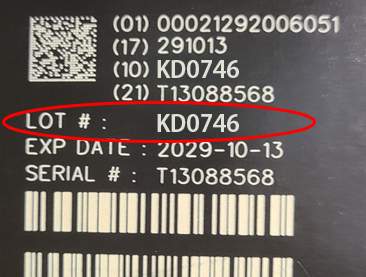 (01) 00021292006051
(17) 291013
(10) KD0746
(21) T13088568
LOT # : KD0746
EXP DATE : 2029-10-13
SERIAL # : T13088568